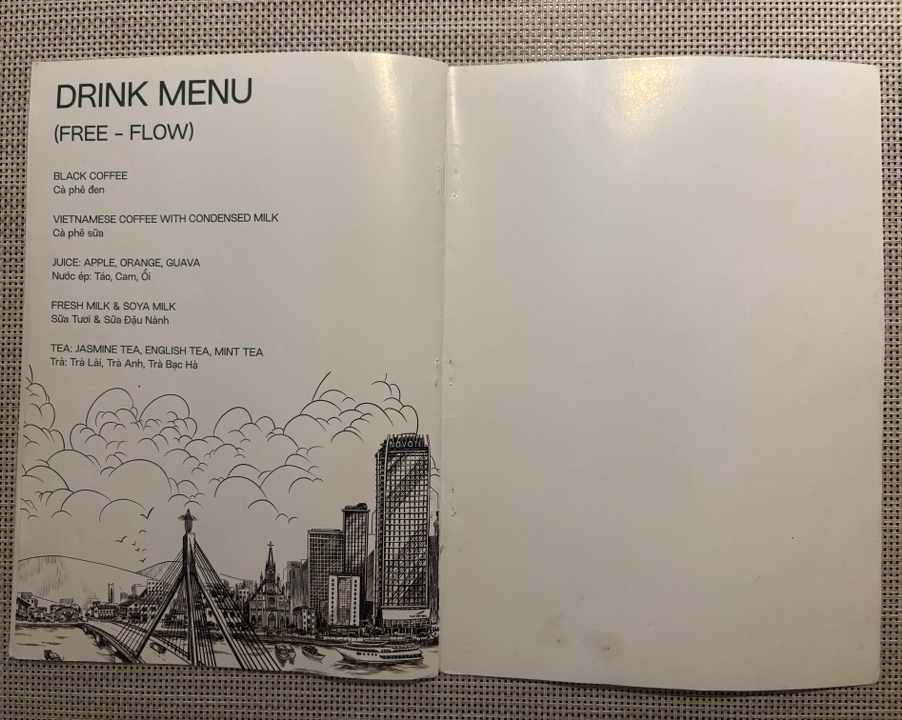 DRINK MENU
(FREE - FLOW)
BLACK COFFEE
Cà phê đen
VIETNAMESE COFFEE WITH CONDENSED MILK
Cà phê sữa
JUICE: APPLE, ORANGE, GUAVA
Nước ép: Táo, Cam, Ổi
FRESH MILK & SOYA MILK
Sữa Tươi & Sữa Đậu Nành
TEA: JASMINE TEA, ENGLISH TEA, MINT TEA
Trà: Trà Lài, Trà Anh, Trà Bạc Hà
NOVOTEL